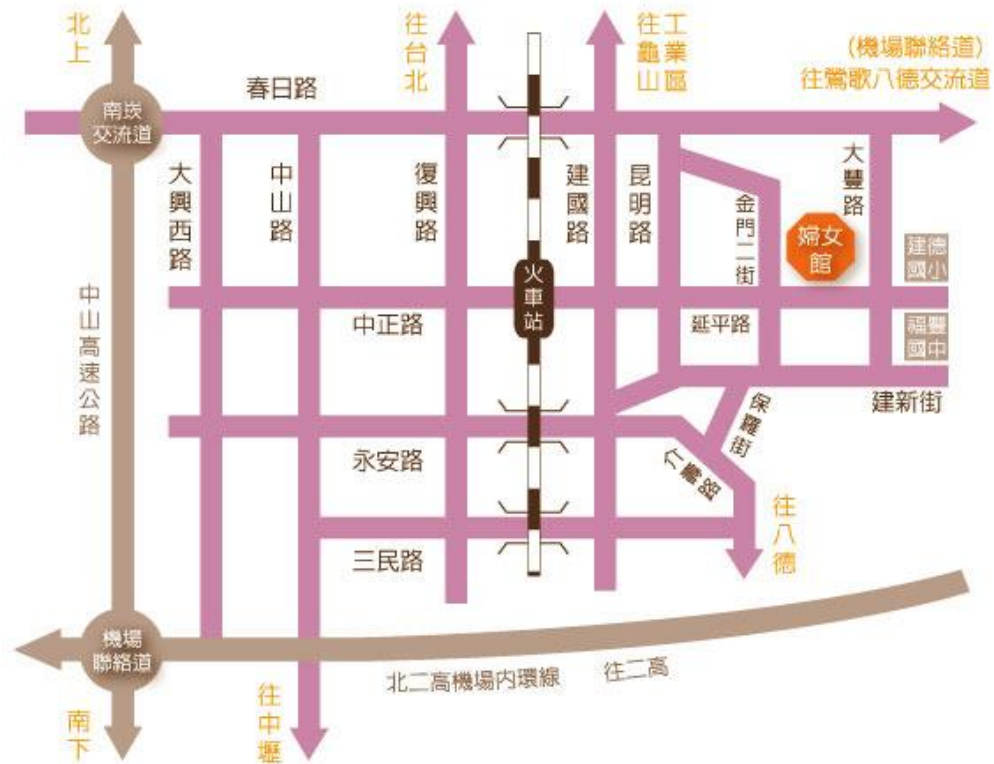 北上
往台北
往龜山
工業區
(機場聯絡道)
往鶯歌八德交流道
春日路
南崁
交流道
大興西路
中山路
復興路
建國路
昆明路
金門二街
大豐路
婦女
館
建德
國小
火車站
中正路
延平路
福豐
國中
中山高速公路
建新街
保羅街
永安路
介壽路
往八德
三民路
機場
聯絡道
北二高機場內環線
往二高
南下
往中壢